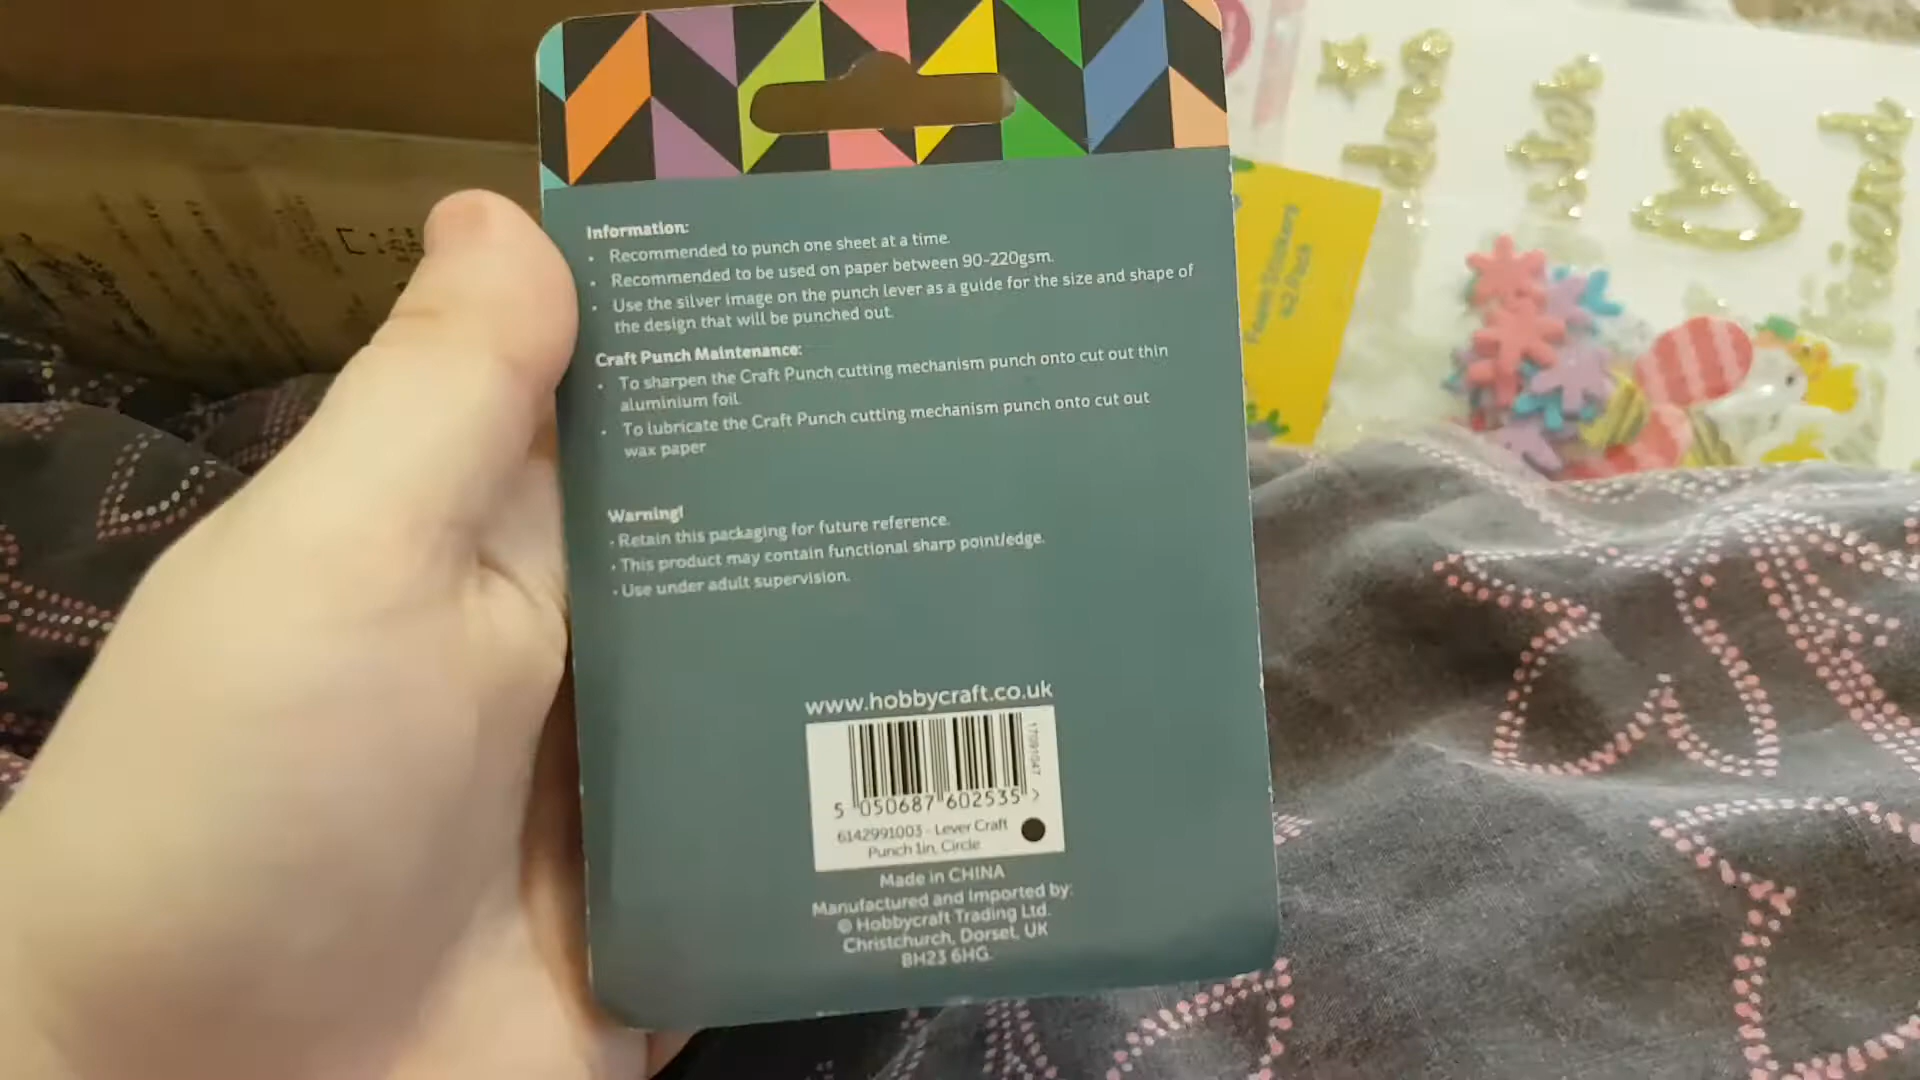 Information:
• Recommended to punch one sheet at a time.
• Recommended to be used on paper between 90-220gsm.
• Use the silver image on the punch lever as a guide for the size and shape of
the design that will be punched out.
Craft Punch Maintenance:
• To sharpen the Craft Punch cutting mechanism punch onto cut out thin
aluminium foil.
• To lubricate the Craft Punch cutting mechanism punch onto cut out
wax paper
Warning!
• Retain this packaging for future reference.
• This product may contain functional sharp point/edge.
• Use under adult supervision.
www.hobbycraft.co.uk
5 050687 602535 >
6142991003 - Lever Craft
Punch 1in, Circle
Made in CHINA
Manufactured and Imported by:
© Hobbycraft Trading Ltd.
Christchurch, Dorset, UK
BH23 6HG.
Foam Stickers